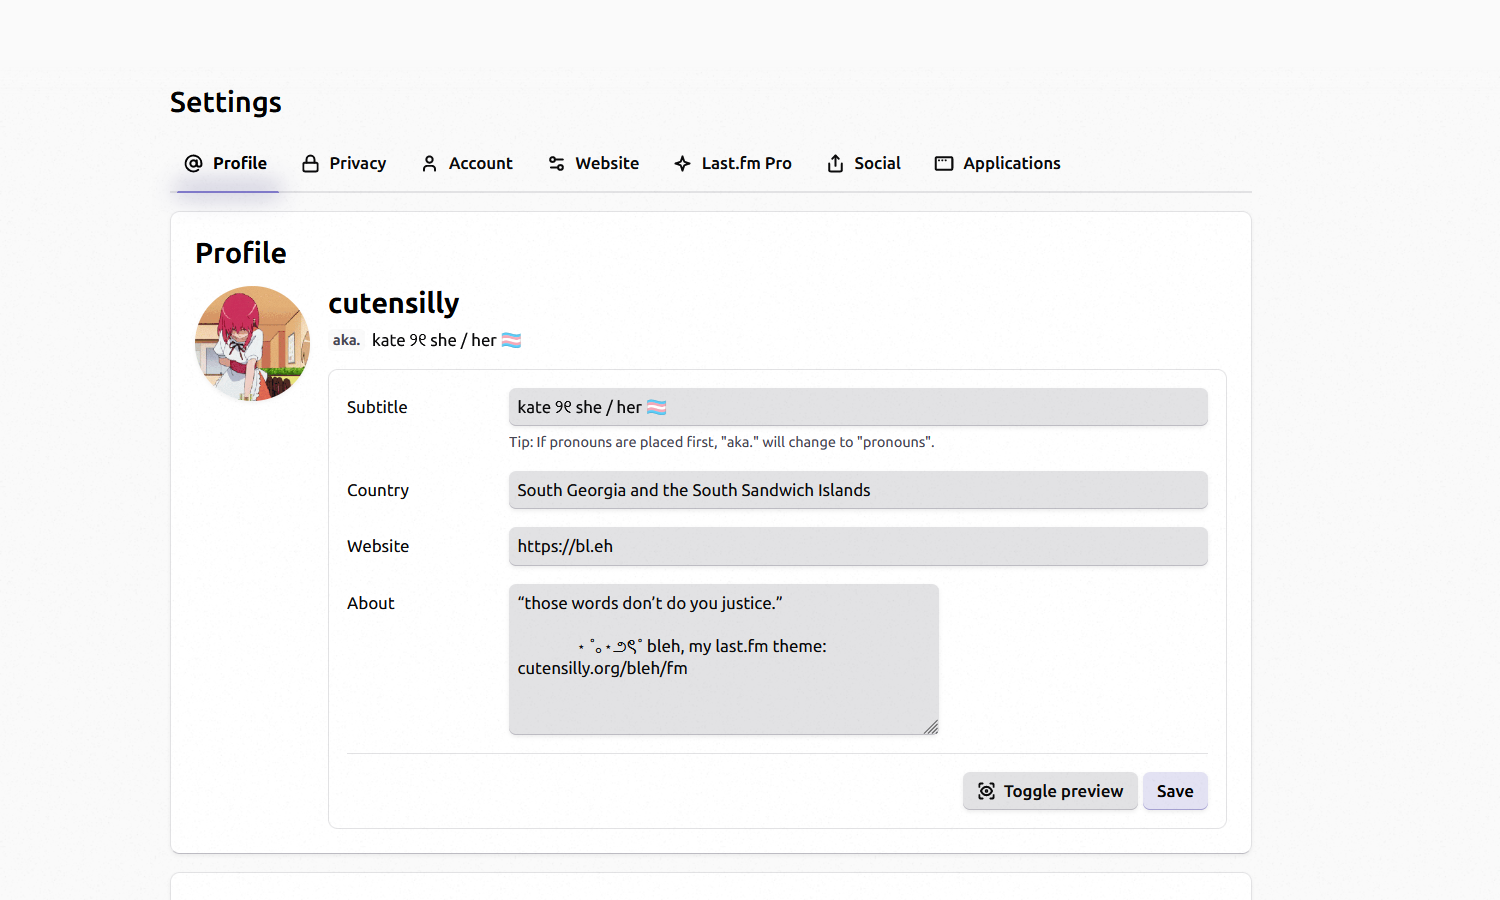 Settings
Profile
Privacy
Account
Website
Last.fm Pro
Social
Applications
Profile
cutensilly
aka. kate ୨୧ she / her 🏳️‍⚧️
Subtitle
kate ୨୧ she / her 🏳️‍⚧️
Tip: If pronouns are placed first, "aka." will change to "pronouns".
Country
South Georgia and the South Sandwich Islands
Website
https://bl.eh
About
“those words don’t do you justice.”
⋆ ˚｡⋆୨୧˚ bleh, my last.fm theme:
cutensilly.org/bleh/fm
Toggle preview
Save